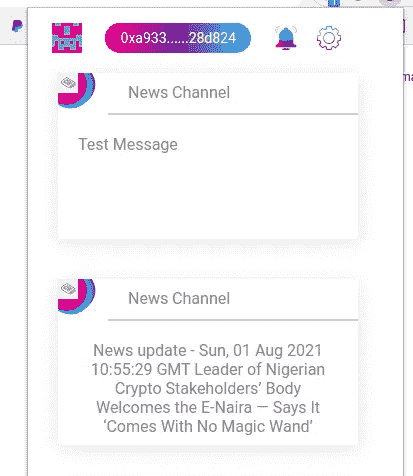 0xa933......28d824
News Channel
Test Message
News Channel
News update - Sun, 01 Aug 2021
10:55:29 GMT Leader of Nigerian
Crypto Stakeholders’ Body
Welcomes the E-Naira — Says It
‘Comes With No Magic Wand’